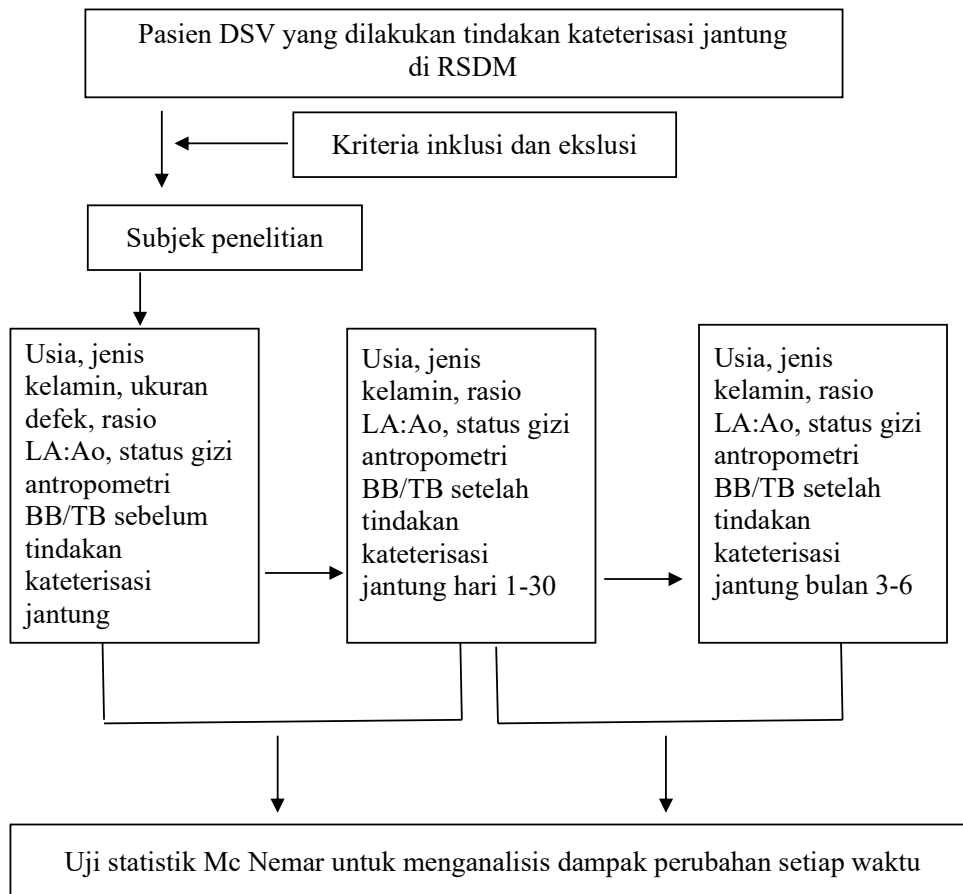 Pasien DSV yang dilakukan tindakan kateterisasi jantung
di RSDM
Kriteria inklusi dan ekslusi
Subjek penelitian
Usia, jenis
kelamin, ukuran
defek, rasio
LA:Ao, status gizi
antropometri
BB/TB sebelum
tindakan
kateterisasi
jantung
Usia, jenis
kelamin, rasio
LA:Ao, status gizi
antropometri
BB/TB setelah
tindakan
kateterisasi
jantung hari 1-30
Usia, jenis
kelamin, rasio
LA:Ao, status gizi
antropometri
BB/TB setelah
tindakan
kateterisasi
jantung bulan 3-6
Uji statistik Mc Nemar untuk menganalisis dampak perubahan setiap waktu